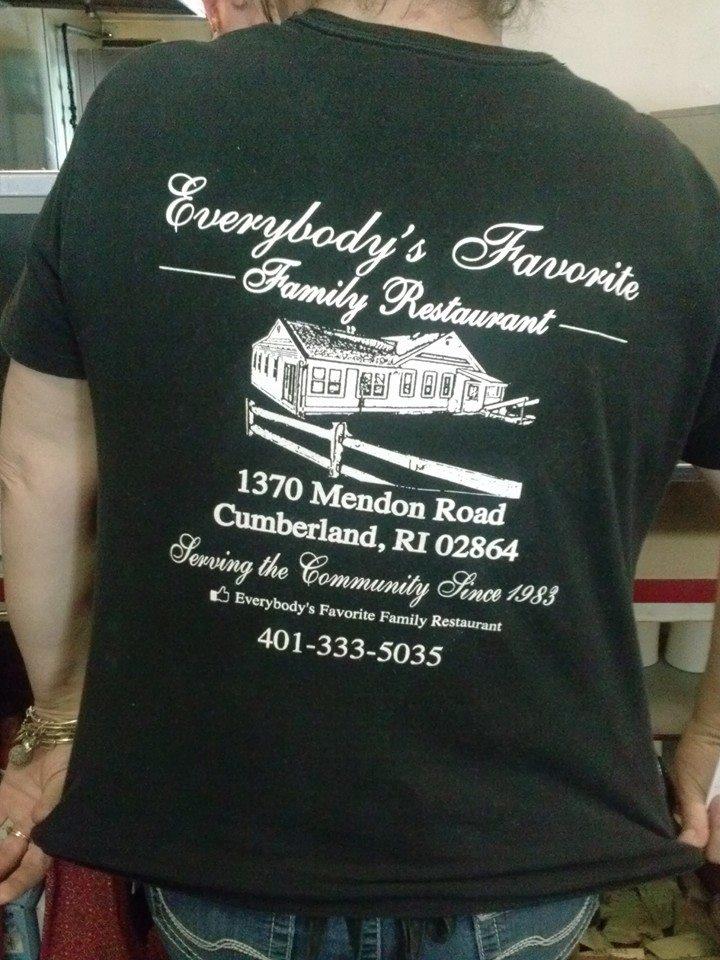 Everybody's Favorite
Family Restaurant
1370 Mendon Road
Cumberland, RI 02864
Serving the Community Since 1983
Everybody's Favorite Family Restaurant
401-333-5035